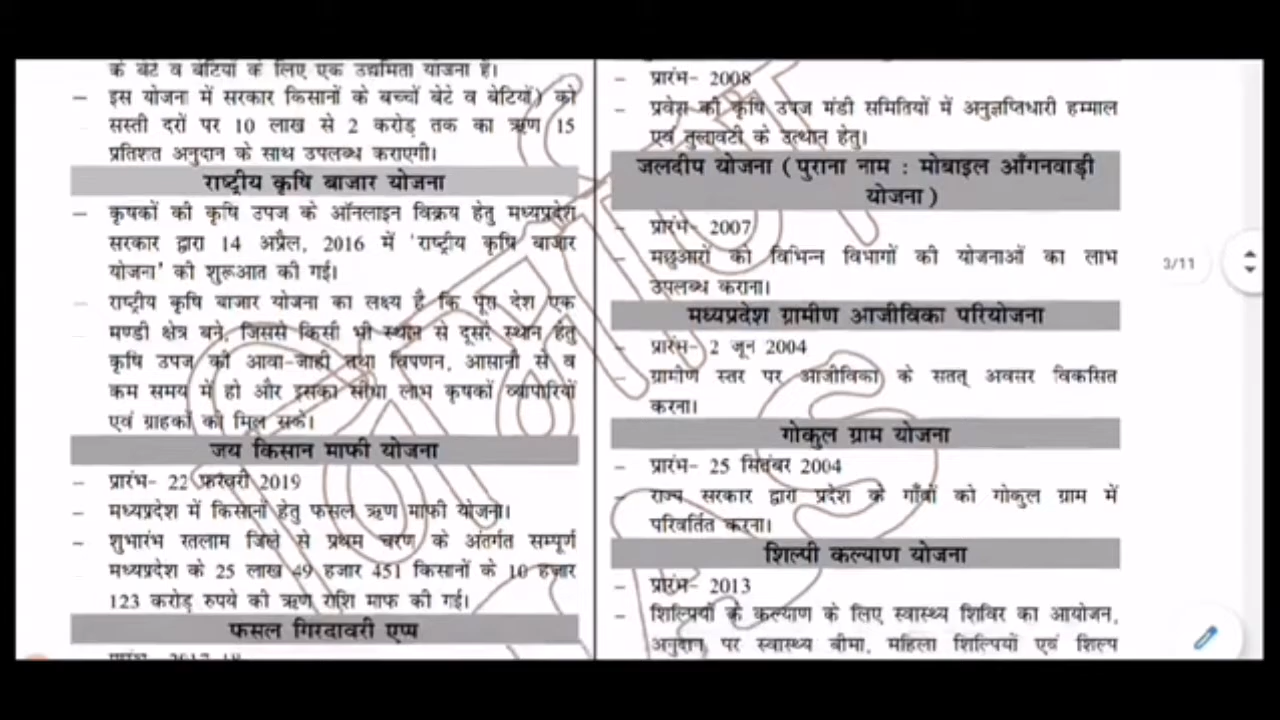 के बेटे व बेटियों के लिए एक उद्यमिता योजना है।
– इस योजना में सरकार किसानों के बच्चों बेटे व बेटियों) को
सस्ती दरों पर 10 लाख से 2 करोड़ तक का ऋण 15
प्रतिशत अनुदान के साथ उपलब्ध कराएगी।
राष्ट्रीय कृषि बाजार योजना
– कृषकों की कृषि उपज के ऑनलाइन विक्रय हेतु मध्यप्रदेश
सरकार द्वारा 14 अप्रैल, 2016 में 'राष्ट्रीय कृषि बाजार
योजना' की शुरूआत की गई।
– राष्ट्रीय कृषि बाजार योजना का लक्ष्य है कि पूरा देश एक
मण्डी क्षेत्र बने, जिससे किसी भी स्थान से दूसरे स्थान हेतु
कृषि उपज की आवा-जाही तथा विपणन, आसानी से व
कम समय में हो और इसका सीधा लाभ कृषकों व्यापारियों
एवं ग्राहकों को मिल सके।
जय किसान माफी योजना
– प्रारंभ- 22 फरवरी 2019
– मध्यप्रदेश में किसानों हेतु फसल ऋण माफी योजना।
– शुभारंभ रतलाम जिले से प्रथम चरण के अंतर्गत सम्पूर्ण
मध्यप्रदेश के 25 लाख 49 हजार 451 किसानों के 10 हजार
123 करोड़ रुपये की ऋण राशि माफ की गई।
फसल गिरदावरी एप्प
प्रारंभ- 2017-18
– प्रारंभ- 2008
– प्रवेश की कृषि उपज मंडी समितियों में अनुज्ञप्तिधारी हम्माल
एवं तुलावटी के उत्थान हेतु।
जलदीप योजना ( पुराना नाम : मोबाइल आँगनवाड़ी
योजना )
– प्रारंभ- 2007
– मछुआरों को विभिन्न विभागों की योजनाओं का लाभ
उपलब्ध कराना।
मध्यप्रदेश ग्रामीण आजीविका परियोजना
– प्रारंभ- 2 जून 2004
– ग्रामीण स्तर पर आजीविका के सतत् अवसर विकसित
करना।
गोकुल ग्राम योजना
– प्रारंभ- 25 सितंबर 2004
– राज्य सरकार द्वारा प्रदेश के गाँवों को गोकुल ग्राम में
परिवर्तित करना।
शिल्पी कल्याण योजना
– प्रारंभ- 2013
– शिल्पियों के कल्याण के लिए स्वास्थ्य शिविर का आयोजन,
अनुदान पर स्वास्थ्य बीमा, महिला शिल्पियों एवं शिल्प
3/11